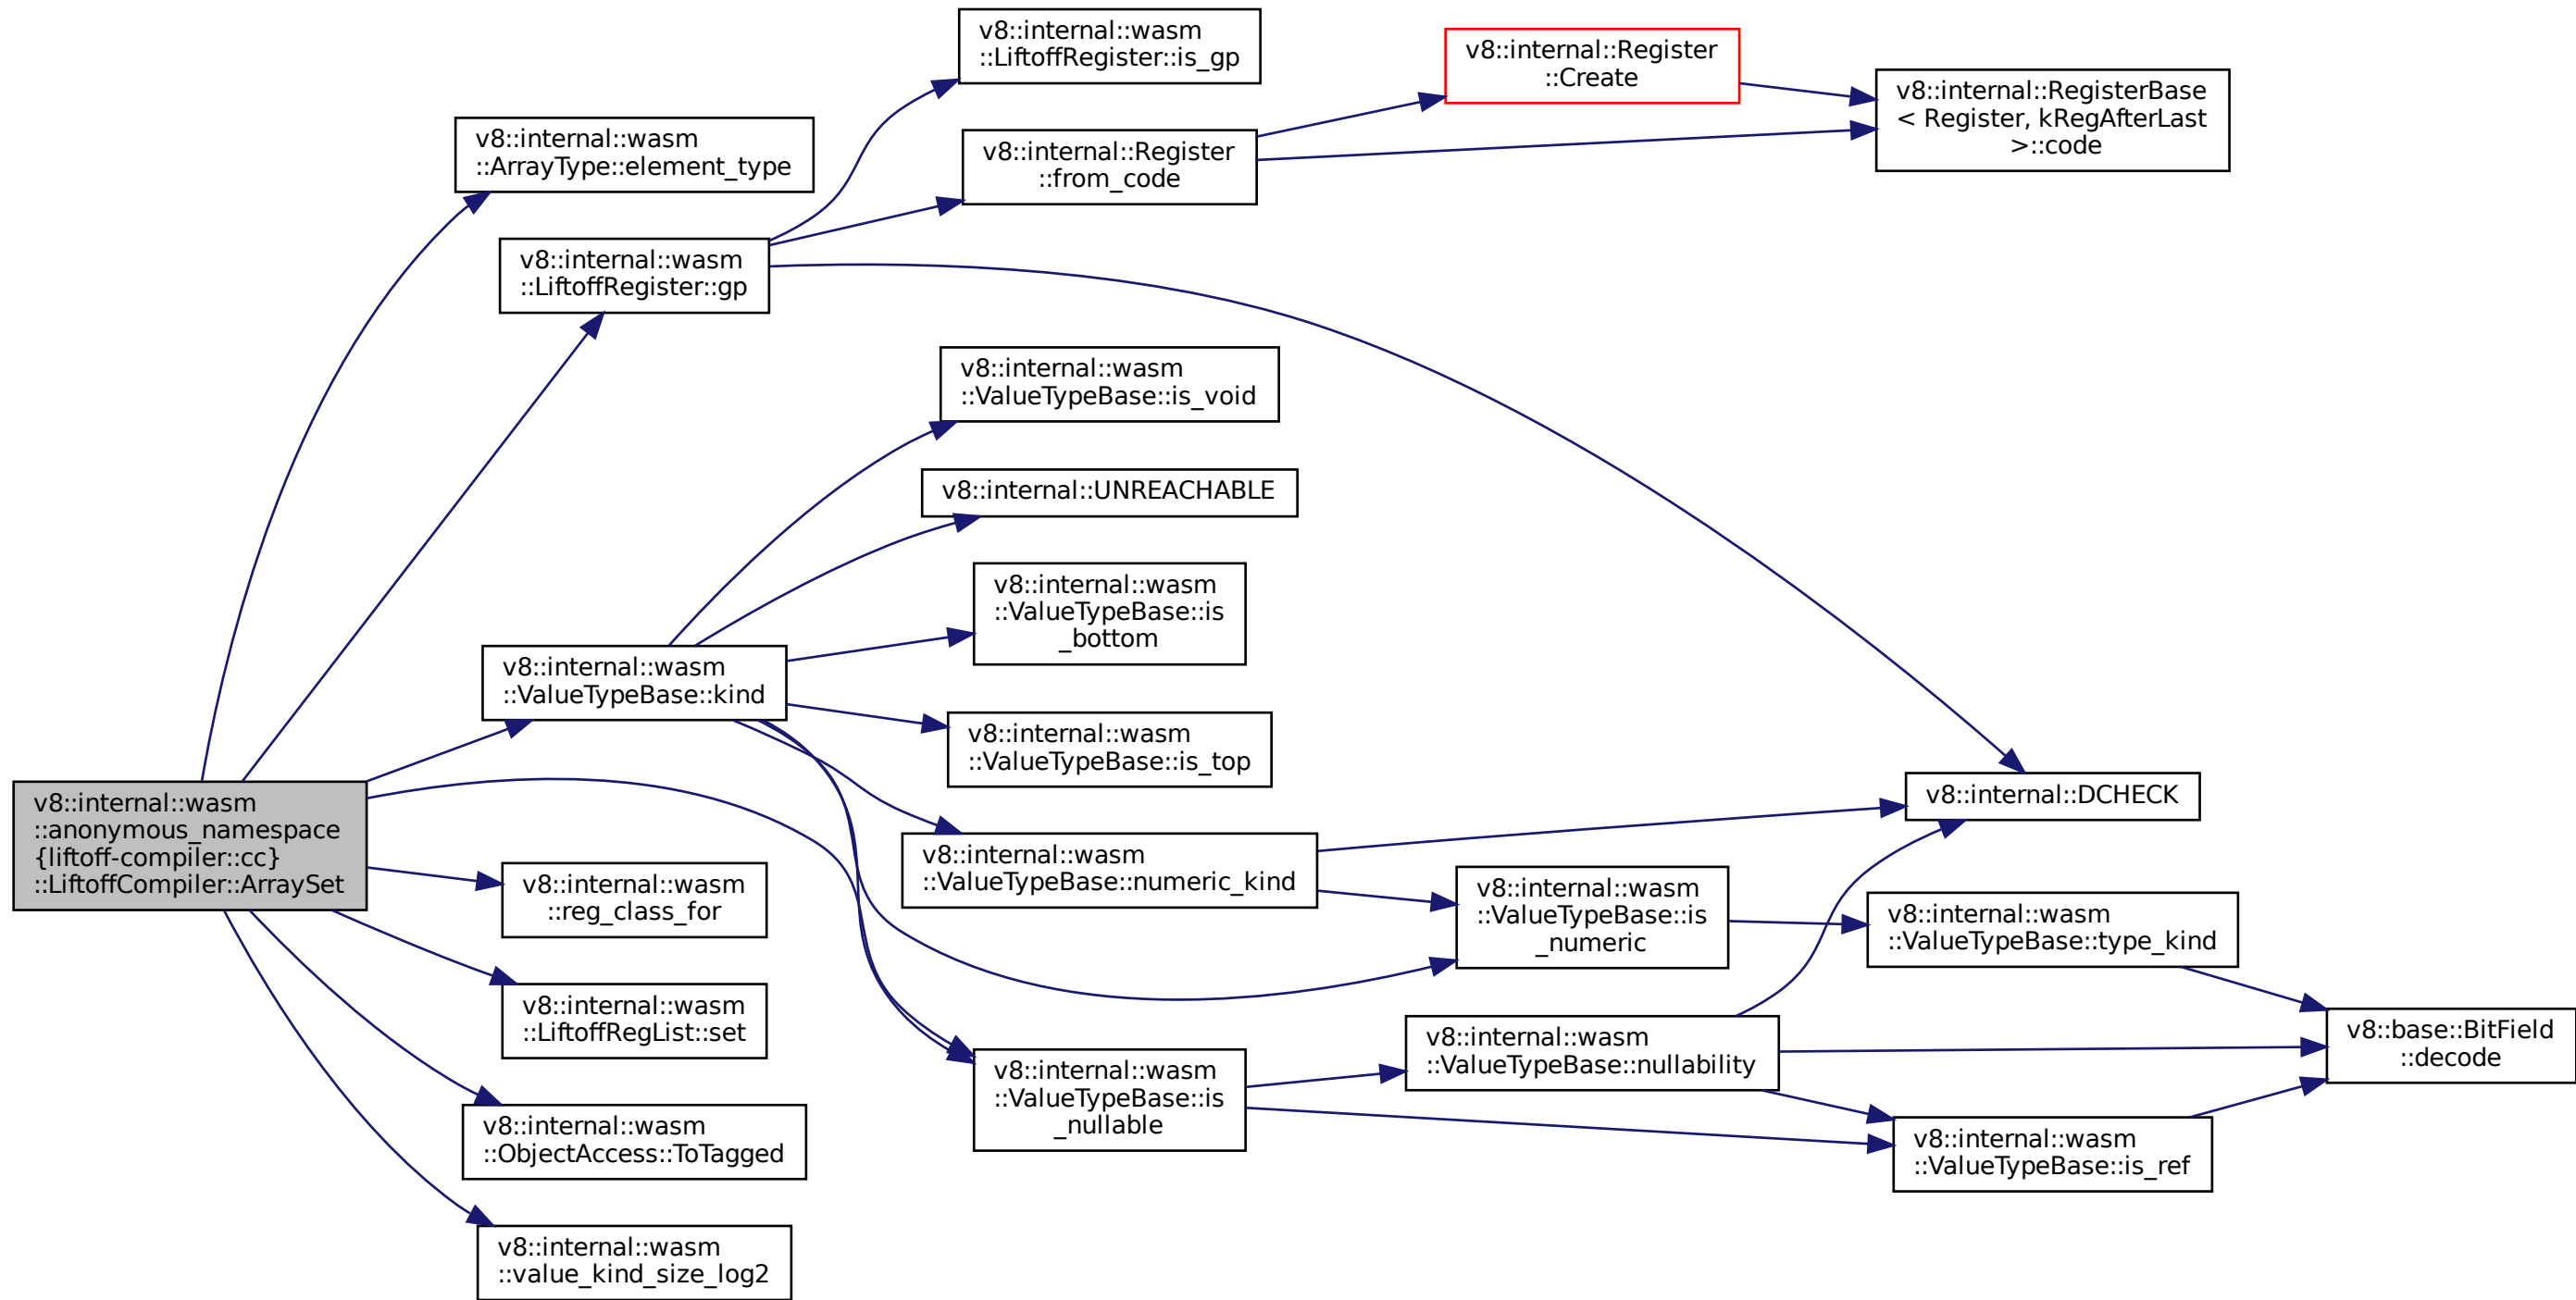 v8::internal::wasm
::anonymous_namespace
{liftoff-compiler::cc}
::LiftoffCompiler::ArraySet
v8::internal::wasm
::ArrayType::element_type
v8::internal::wasm
::LiftoffRegister::gp
v8::internal::wasm
::LiftoffRegister::is_gp
v8::internal::Register
::from_code
v8::internal::Register
::Create
v8::internal::RegisterBase
< Register, kRegAfterLast
>::code
v8::internal::wasm
::ValueTypeBase::kind
v8::internal::wasm
::ValueTypeBase::is_void
v8::internal::UNREACHABLE
v8::internal::wasm
::ValueTypeBase::is
_bottom
v8::internal::wasm
::ValueTypeBase::is_top
v8::internal::wasm
::ValueTypeBase::numeric_kind
v8::internal::DCHECK
v8::internal::wasm
::ValueTypeBase::is
_numeric
v8::internal::wasm
::ValueTypeBase::type_kind
v8::base::BitField
::decode
v8::internal::wasm
::ValueTypeBase::is
_nullable
v8::internal::wasm
::ValueTypeBase::nullability
v8::internal::wasm
::ValueTypeBase::is_ref
v8::internal::wasm
::reg_class_for
v8::internal::wasm
::LiftoffRegList::set
v8::internal::wasm
::ObjectAccess::ToTagged
v8::internal::wasm
::value_kind_size_log2